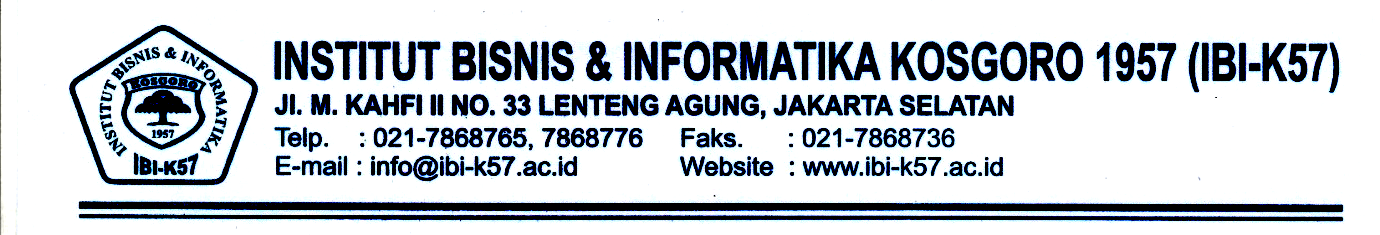 INSTITUT BISNIS & INFORMATIKA
KOSGORO
1957
IBI-K57
INSTITUT BISNIS & INFORMATIKA KOSGORO 1957 (IBI-K57)
Jl. M. KAHFI II NO. 33 LENTENG AGUNG, JAKARTA SELATAN
Telp. : 021-7868765, 7868776 Faks. : 021-7868736
E-mail : info@ibi-k57.ac.id Website : www.ibi-k57.ac.id